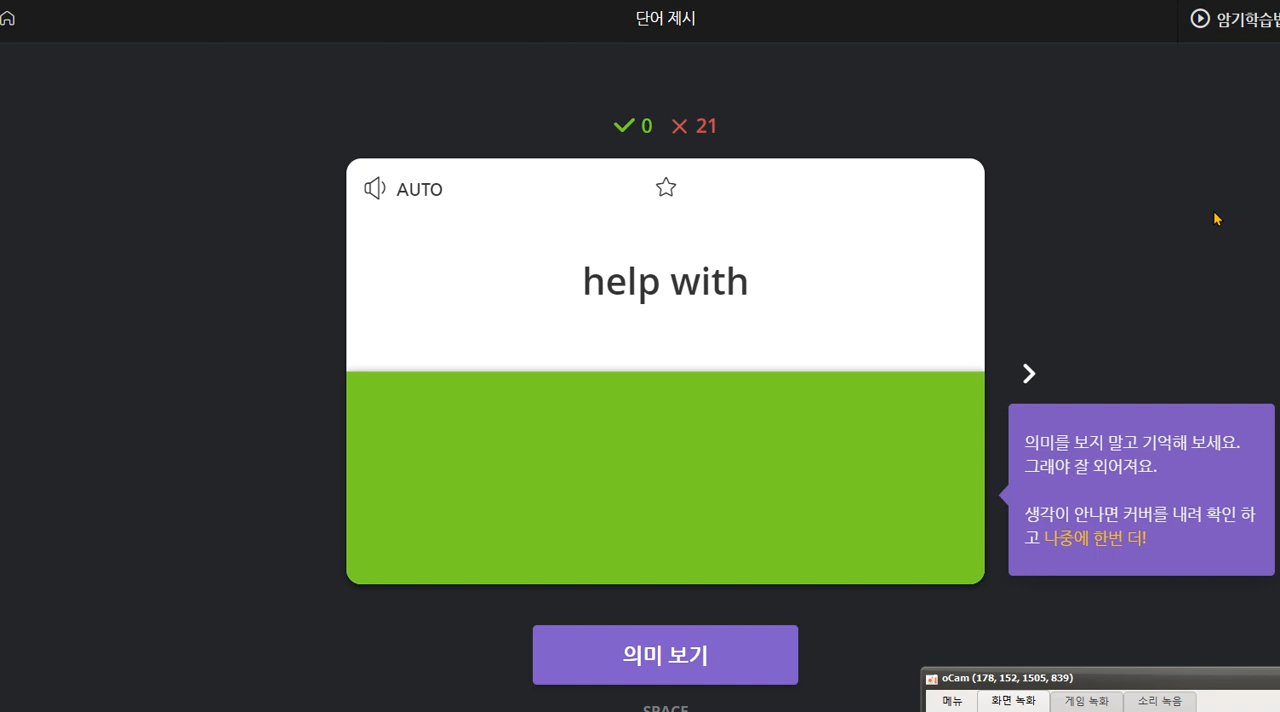 단어 제시
암기학습법
0 21
AUTO
help with
의미를 보지 말고 기억해 보세요.
그래야 잘 외어져요.
생각이 안나면 커버를 내려 확인 하
고 나중에 한번 더!
의미 보기
SPACE
oCam (178, 152, 1505, 839)
메뉴 화면 녹화 게임 녹화 소리 녹음